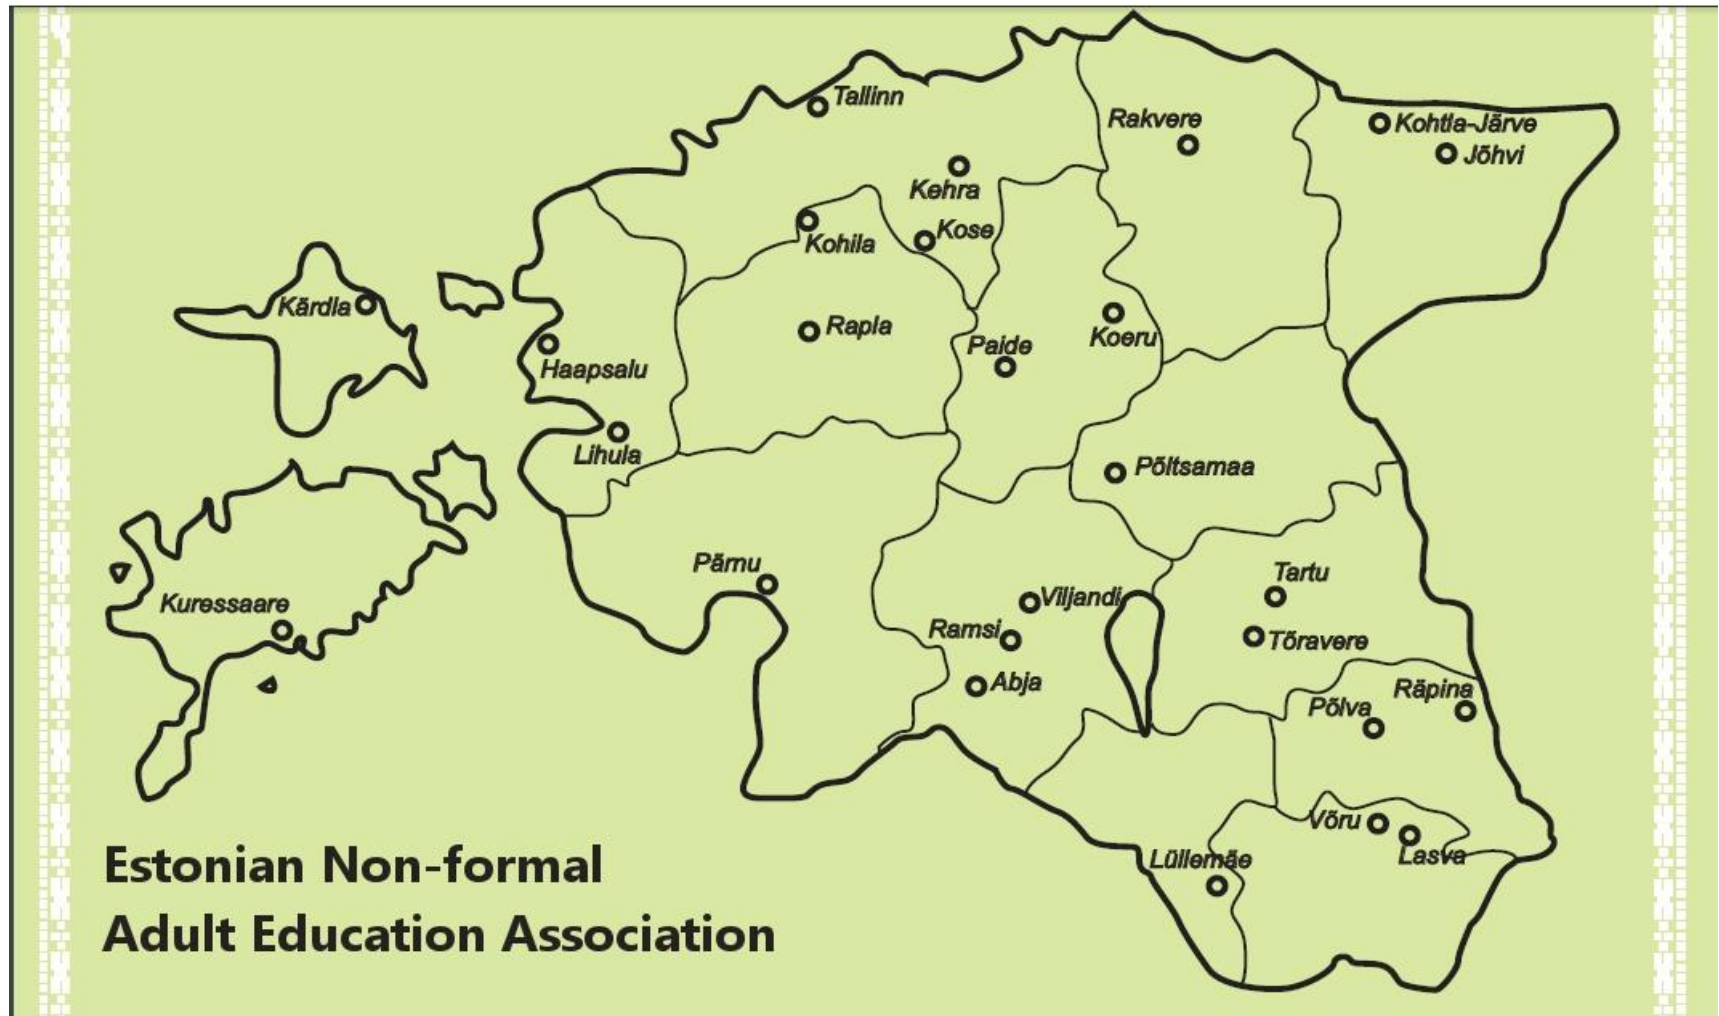 Tallinn
Rakvere
Kohtla-Järve
Jõhvi
Kehra
Kose
Kohila
Kärdla
Rapla
Paide
Koeru
Haapsalu
Lihula
Põltsamaa
Pärnu
Tartu
Viljandi
Kuressaare
Ramsi
Tõravere
Abja
Räpina
Põlva
Võru
Lasva
Lüllemäe
Estonian Non-formal
Adult Education Association